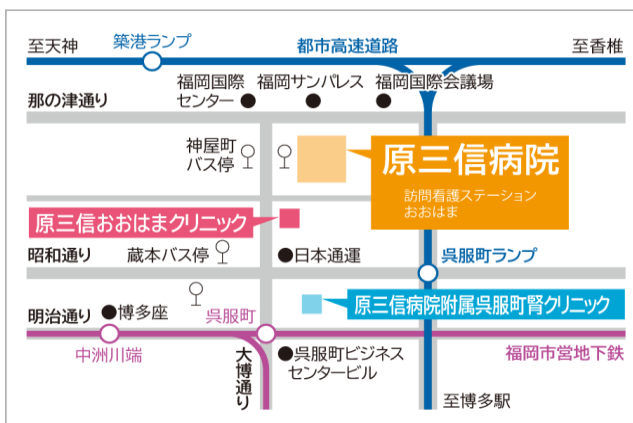 築港ランプ
至天神
都市高速道路
至香椎
福岡国際
センター
福岡サンパレス
福岡国際会議場
那の津通り
神屋町
バス停
原三信病院
訪問看護ステーション
おおはま
原三信おおはまクリニック
昭和通り
蔵本バス停
日本通運
呉服町ランプ
原三信病院附属呉服町腎クリニック
明治通り
博多座
呉服町
中洲川端
大博通り
呉服町ビジネス
センタービル
福岡市営地下鉄
至博多駅